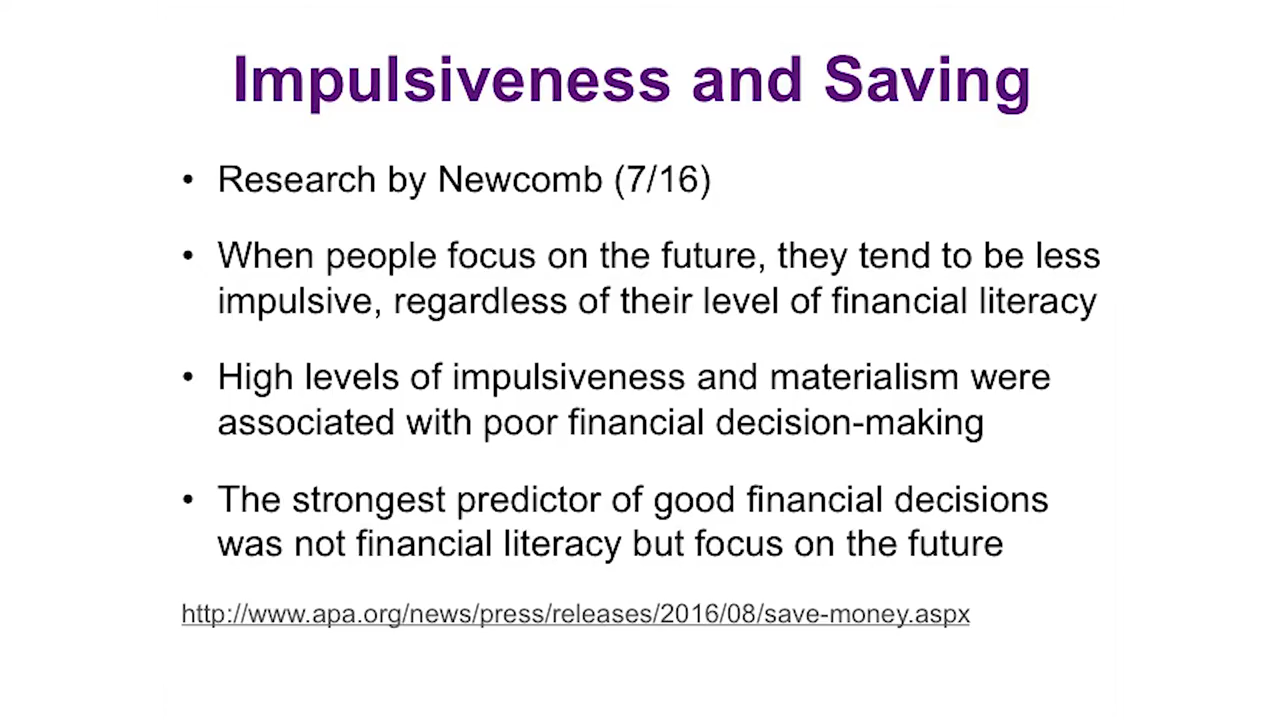 Impulsiveness and Saving
• Research by Newcomb (7/16)
• When people focus on the future, they tend to be less
impulsive, regardless of their level of financial literacy
• High levels of impulsiveness and materialism were
associated with poor financial decision-making
• The strongest predictor of good financial decisions
was not financial literacy but focus on the future
http://www.apa.org/news/press/releases/2016/08/save-money.aspx